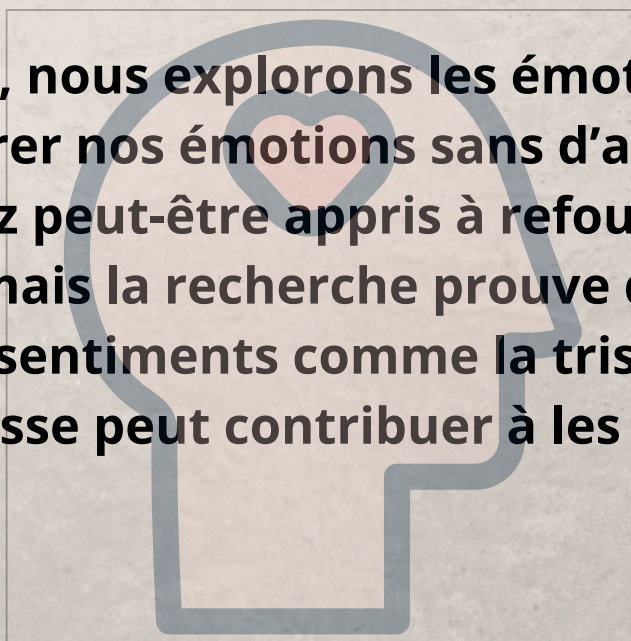 , nous explorons les émot
rer nos émotions sans d’a
z peut-être appris à refou
nais la recherche prouve
sentiments comme la tris
sse peut contribuer à les